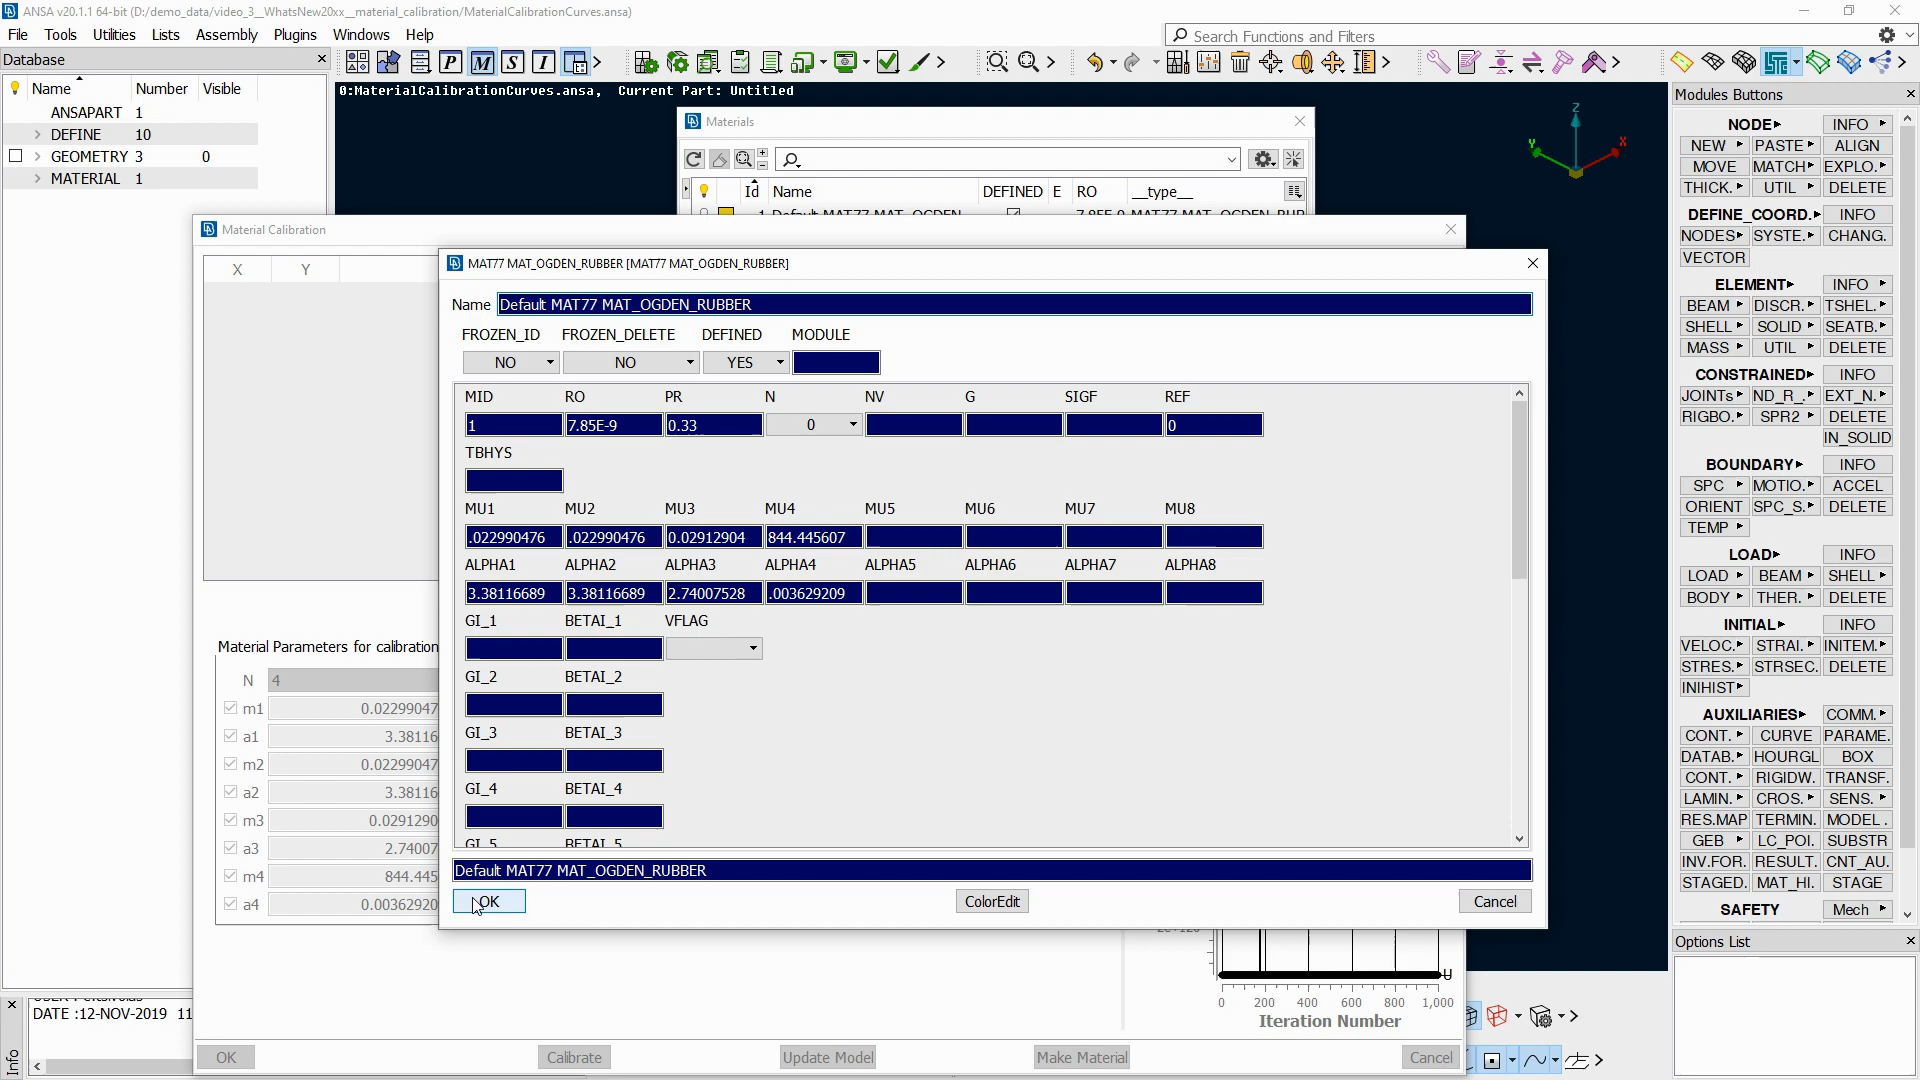 ANSA v20.1.1 64-bit (D:/demo_data/video_3__WhatsNew20xx__material_calibration/MaterialCalibrationCurves.ansa)
File Tools Utilities Lists Assembly Plugins Windows Help
Search Functions and Filters
Database
P M S I
Name Number Visible
ANSAPART 1
DEFINE 10
GEOMETRY 3 0
MATERIAL 1
0:MaterialCalibrationCurves.ansa, Current Part: Untitled
Z
Y X
Materials
Id Name DEFINED E RO __type__
Material Calibration
X Y
MAT77 MAT_OGDEN_RUBBER [MAT77 MAT_OGDEN_RUBBER]
Name Default MAT77 MAT_OGDEN_RUBBER
FROZEN_ID FROZEN_DELETE DEFINED MODULE
NO NO YES
MID RO PR N NV G SIGF REF
1 7.85E-9 0.33 0 0
TBHYS
MU1 MU2 MU3 MU4 MU5 MU6 MU7 MU8
.022990476 .022990476 0.02912904 844.445607
ALPHA1 ALPHA2 ALPHA3 ALPHA4 ALPHA5 ALPHA6 ALPHA7 ALPHA8
3.38116689 3.38116689 2.74007528 .003629209
GI_1 BETAI_1 VFLAG
GI_2 BETAI_2
GI_3 BETAI_3
GI_4 BETAI_4
GI_5 BETAI_5
Default MAT77 MAT_OGDEN_RUBBER
OK ColorEdit Cancel
Material Parameters for calibration
N 4
m1 0.02299047
a1 3.38116
m2 0.02299047
a2 3.38116
m3 0.0291290
a3 2.74007
m4 844.445
a4 0.00362920
U
0 200 400 600 800 1,000
Iteration Number
OK Calibrate Update Model Make Material Cancel
DATE :12-NOV-2019 11
Info
Modules Buttons
NODE INFO
NEW PASTE ALIGN
MOVE MATCH EXPLO.
THICK. UTIL DELETE
DEFINE_COORD. INFO
NODES SYSTE. CHANG.
VECTOR
ELEMENT INFO
BEAM DISCR. TSHEL.
SHELL SOLID SEATB.
MASS UTIL DELETE
CONSTRAINED INFO
JOINTs ND_R_. EXT_N.
RIGBO. SPR2 DELETE
IN_SOLID
BOUNDARY INFO
SPC MOTIO. ACCEL
ORIENT SPC_S. DELETE
TEMP
LOAD INFO
LOAD BEAM SHELL
BODY THER. DELETE
INITIAL INFO
VELOC. STRAI. INITEM.
STRES. STRSEC. DELETE
INIHIST
AUXILIARIES COMM.
CONT. CURVE PARAME.
DATAB. HOURGL BOX
CONT. RIGIDW. TRANSF.
LAMIN. CROS. SENS.
RES.MAP TERMIN. MODEL .
GEB LC_POI. SUBSTR
INV.FOR. RESULT. CNT_AU.
STAGED. MAT_HI. STAGE
SAFETY Mech
Options List